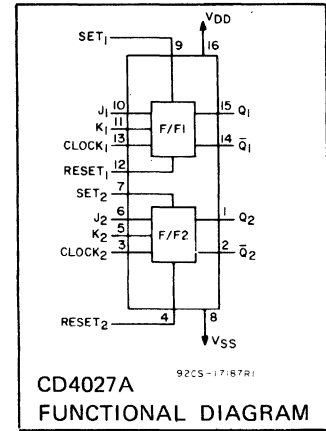 VDD
SET1
9 16
J1 10 15 Q1
K1 11 F/F1
CLOCK1 13 14 Q̅1
RESET1 12
SET2 7
J2 6 1 Q2
K2 5 F/F2
CLOCK2 3 2 Q̅2
4 8
RESET2
VSS
92CS-17187R1
CD4027A
FUNCTIONAL DIAGRAM